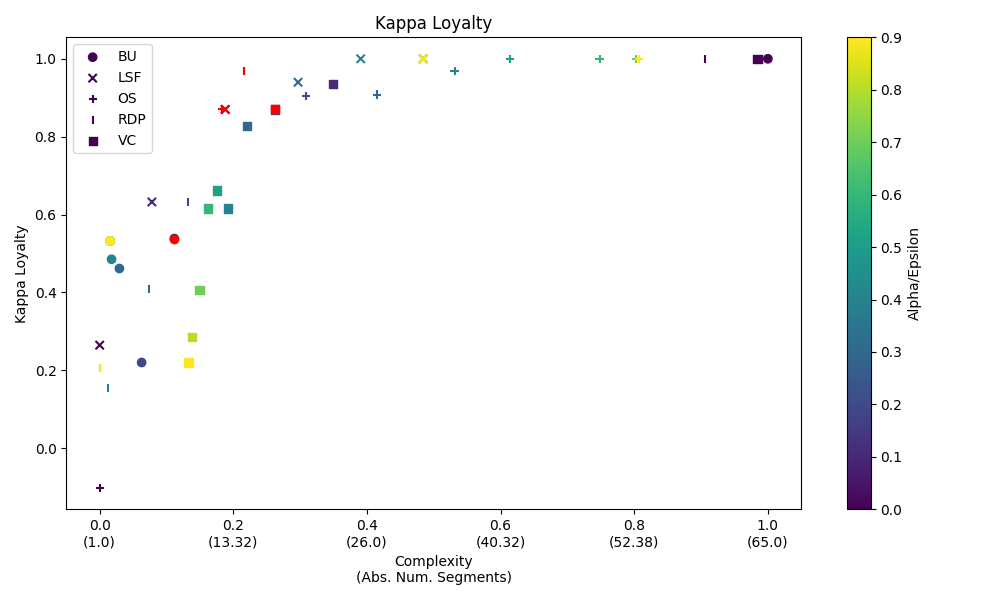 Kappa Loyalty
BU
LSF
OS
RDP
VC
Kappa Loyalty
1.0
0.8
0.6
0.4
0.2
0.0
0.0 0.2 0.4 0.6 0.8 1.0
(1.0) (13.32) (26.0) (40.32) (52.38) (65.0)
Complexity
(Abs. Num. Segments)
0.9
0.8
0.7
0.6
0.5
0.4
0.3
0.2
0.1
0.0
Alpha/Epsilon